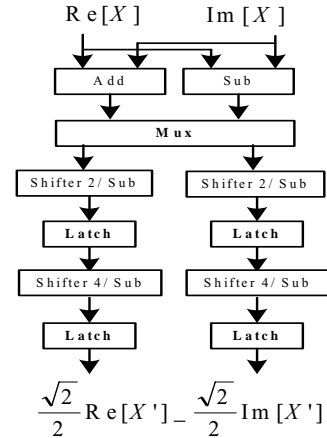 Re[X] Im[X]
Add Sub
Mux
Shifter 2/Sub Shifter 2/Sub
Latch Latch
Shifter 4/Sub Shifter 4/Sub
Latch Latch
√2/2 Re[X'] – √2/2 Im[X']